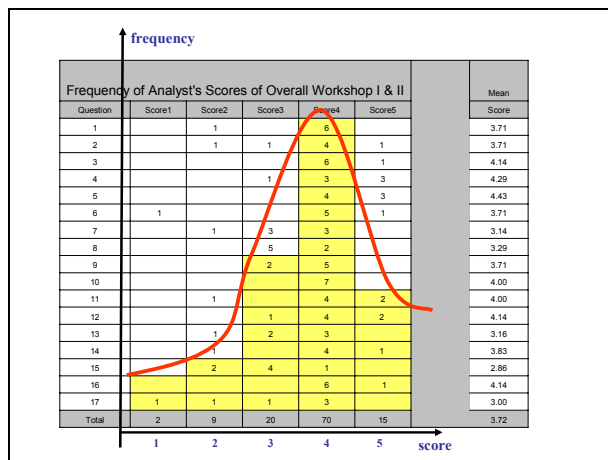 frequency
Frequency of Analyst's Scores of Overall Workshop I & II Mean
Question Score1 Score2 Score3 Score4 Score5 Score
1 1 6 3.71
2 1 1 4 1 3.71
3 6 1 4.14
4 1 3 3 4.29
5 4 3 4.43
6 1 5 1 3.71
7 1 3 3 3.14
8 5 2 3.29
9 2 5 3.71
10 7 4.00
11 1 4 2 4.00
12 1 4 2 4.14
13 1 2 3 3.16
14 1 4 1 3.83
15 2 4 1 2.86
16 6 1 4.14
17 1 1 1 3 3.00
Total 2 9 20 70 15 3.72
1 2 3 4 5 score